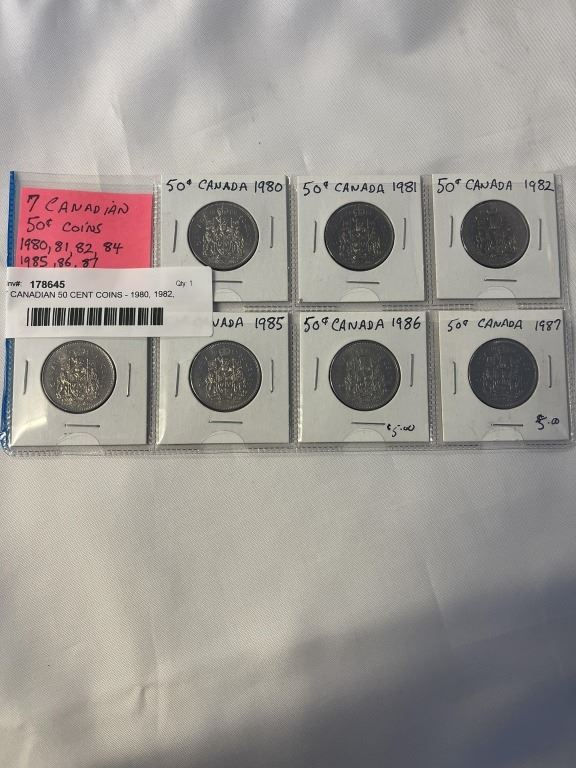 7 CANADIAN
50¢ COINS
1980, 81, 82, 84
1985, 86, 87
50¢ CANADA 1980
50¢ CANADA 1981
50¢ CANADA 1982
Inv#: 178645 Qty: 1
CANADIAN 50 CENT COINS - 1980, 1982,
NADA 1985
50¢ CANADA 1986
50¢ CANADA 1987
$5.00
$5.00